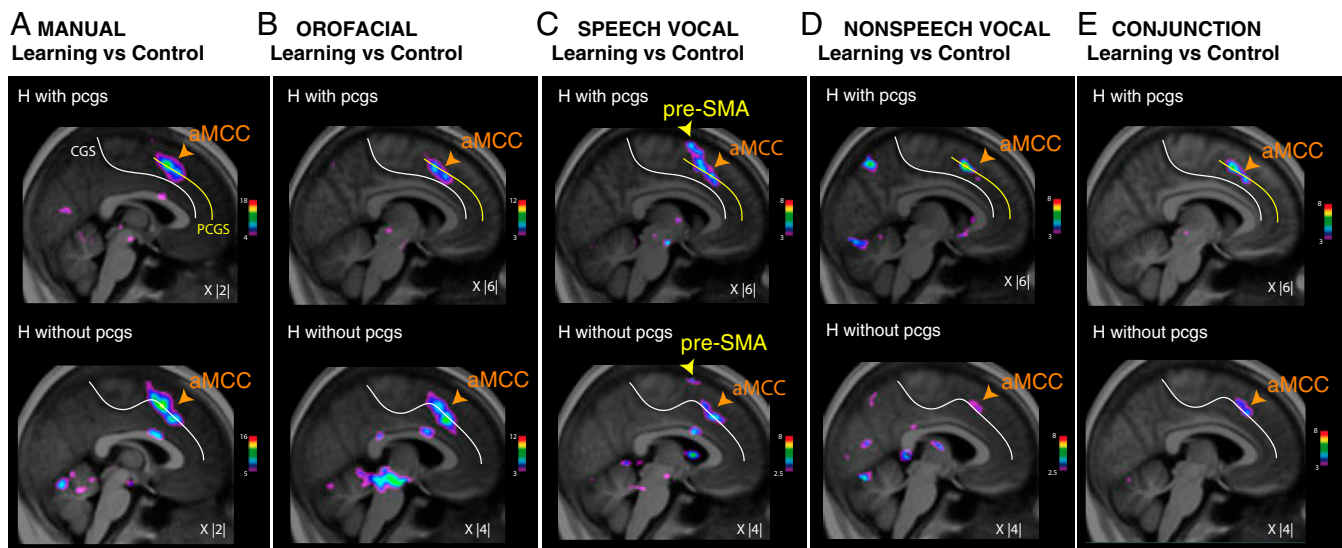 A MANUAL
Learning vs Control
H with pcgs
aMCC
CGS
PCGS
18
4
X |2|
H without pcgs
aMCC
16
5
X |2|
B OROFACIAL
Learning vs Control
H with pcgs
aMCC
12
3
X |6|
H without pcgs
aMCC
12
3
X |4|
C SPEECH VOCAL
Learning vs Control
H with pcgs
pre-SMA
aMCC
8
3
X |6|
H without pcgs
pre-SMA
aMCC
8
2.5
X |4|
D NONSPEECH VOCAL
Learning vs Control
H with pcgs
aMCC
8
3
X |6|
H without pcgs
aMCC
8
2.5
X |4|
E CONJUNCTION
Learning vs Control
H with pcgs
aMCC
8
3
X |6|
H without pcgs
aMCC
8
3
X |4|